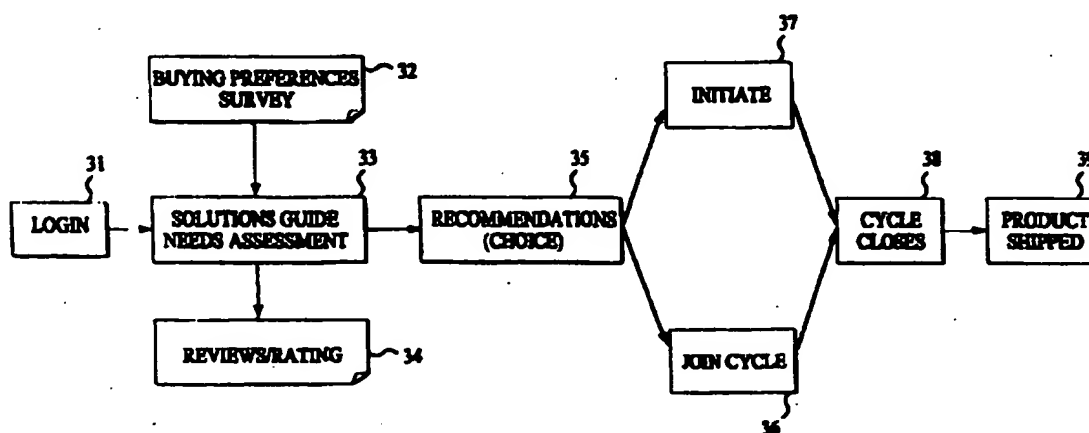 37
32
BUYING PREFERENCES
SURVEY
INITIATE
31
33
35
38
LOGIN
SOLUTIONS GUIDE
NEEDS ASSESSMENT
RECOMMENDATIONS
(CHOICE)
CYCLE
CLOSES
PRODUCT
SHIPPED
REVIEWS/RATING
34
JOIN CYCLE
36